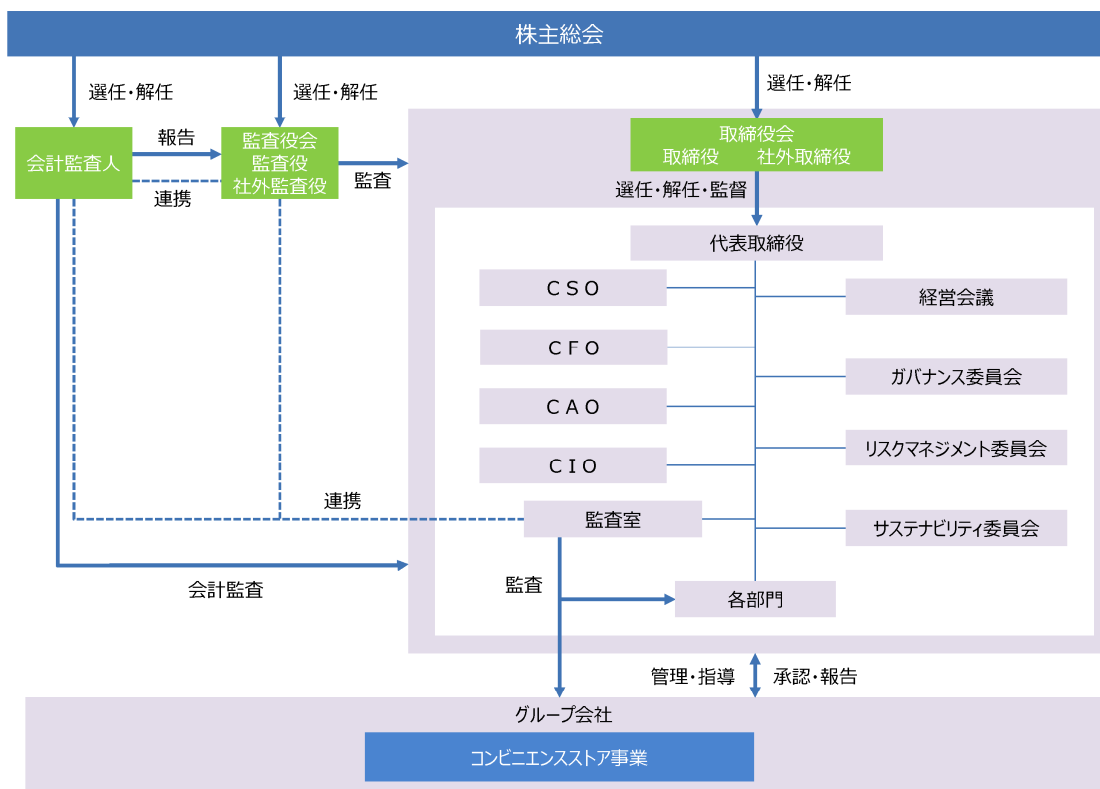 株主総会
選任・解任
選任・解任
選任・解任
会計監査人
報告
連携
監査役会
監査役
社外監査役
監査
取締役会
取締役　　社外取締役
選任・解任・監督
代表取締役
ＣＳＯ
経営会議
ＣＦＯ
ガバナンス委員会
ＣＡＯ
リスクマネジメント委員会
ＣＩＯ
連携
監査室
サステナビリティ委員会
会計監査
監査
各部門
管理・指導
承認・報告
グループ会社
コンビニエンスストア事業